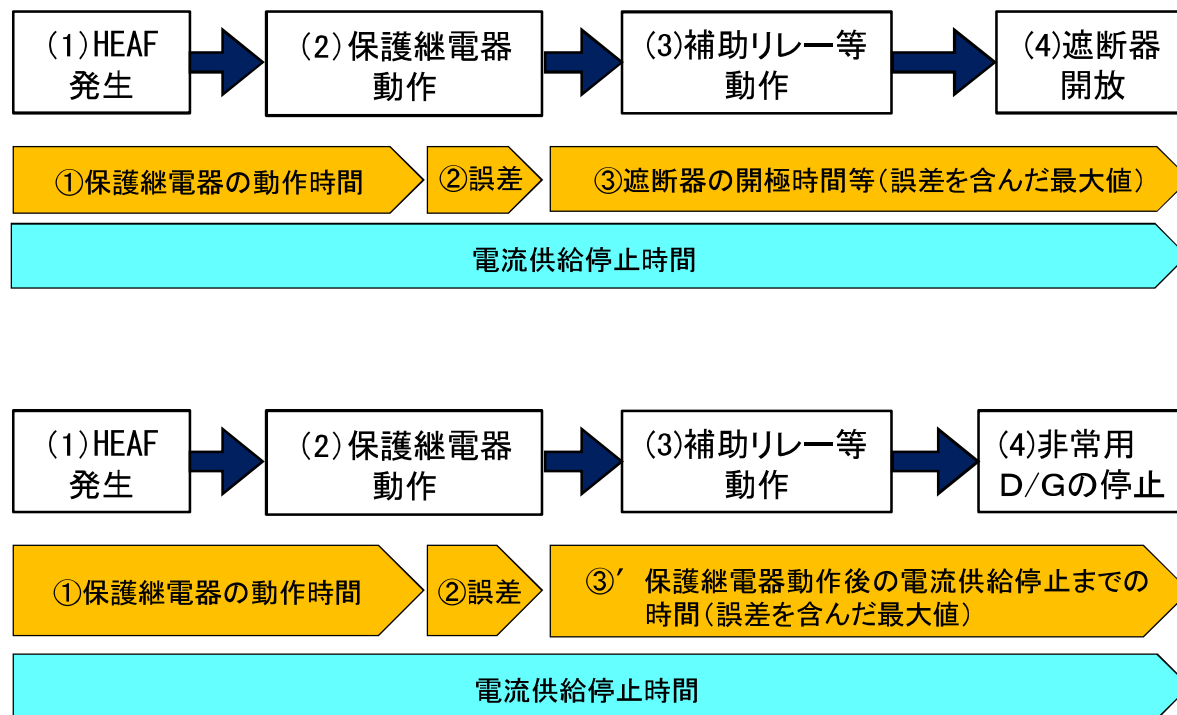 (1)HEAF
発生
(2)保護継電器
動作
(3)補助リレー等
動作
(4)遮断器
開放
①保護継電器の動作時間
②誤差
③遮断器の開極時間等(誤差を含んだ最大値)
電流供給停止時間
(1)HEAF
発生
(2)保護継電器
動作
(3)補助リレー等
動作
(4)非常用
D/Gの停止
①保護継電器の動作時間
②誤差
③′ 保護継電器動作後の電流供給停止までの
時間(誤差を含んだ最大値)
電流供給停止時間